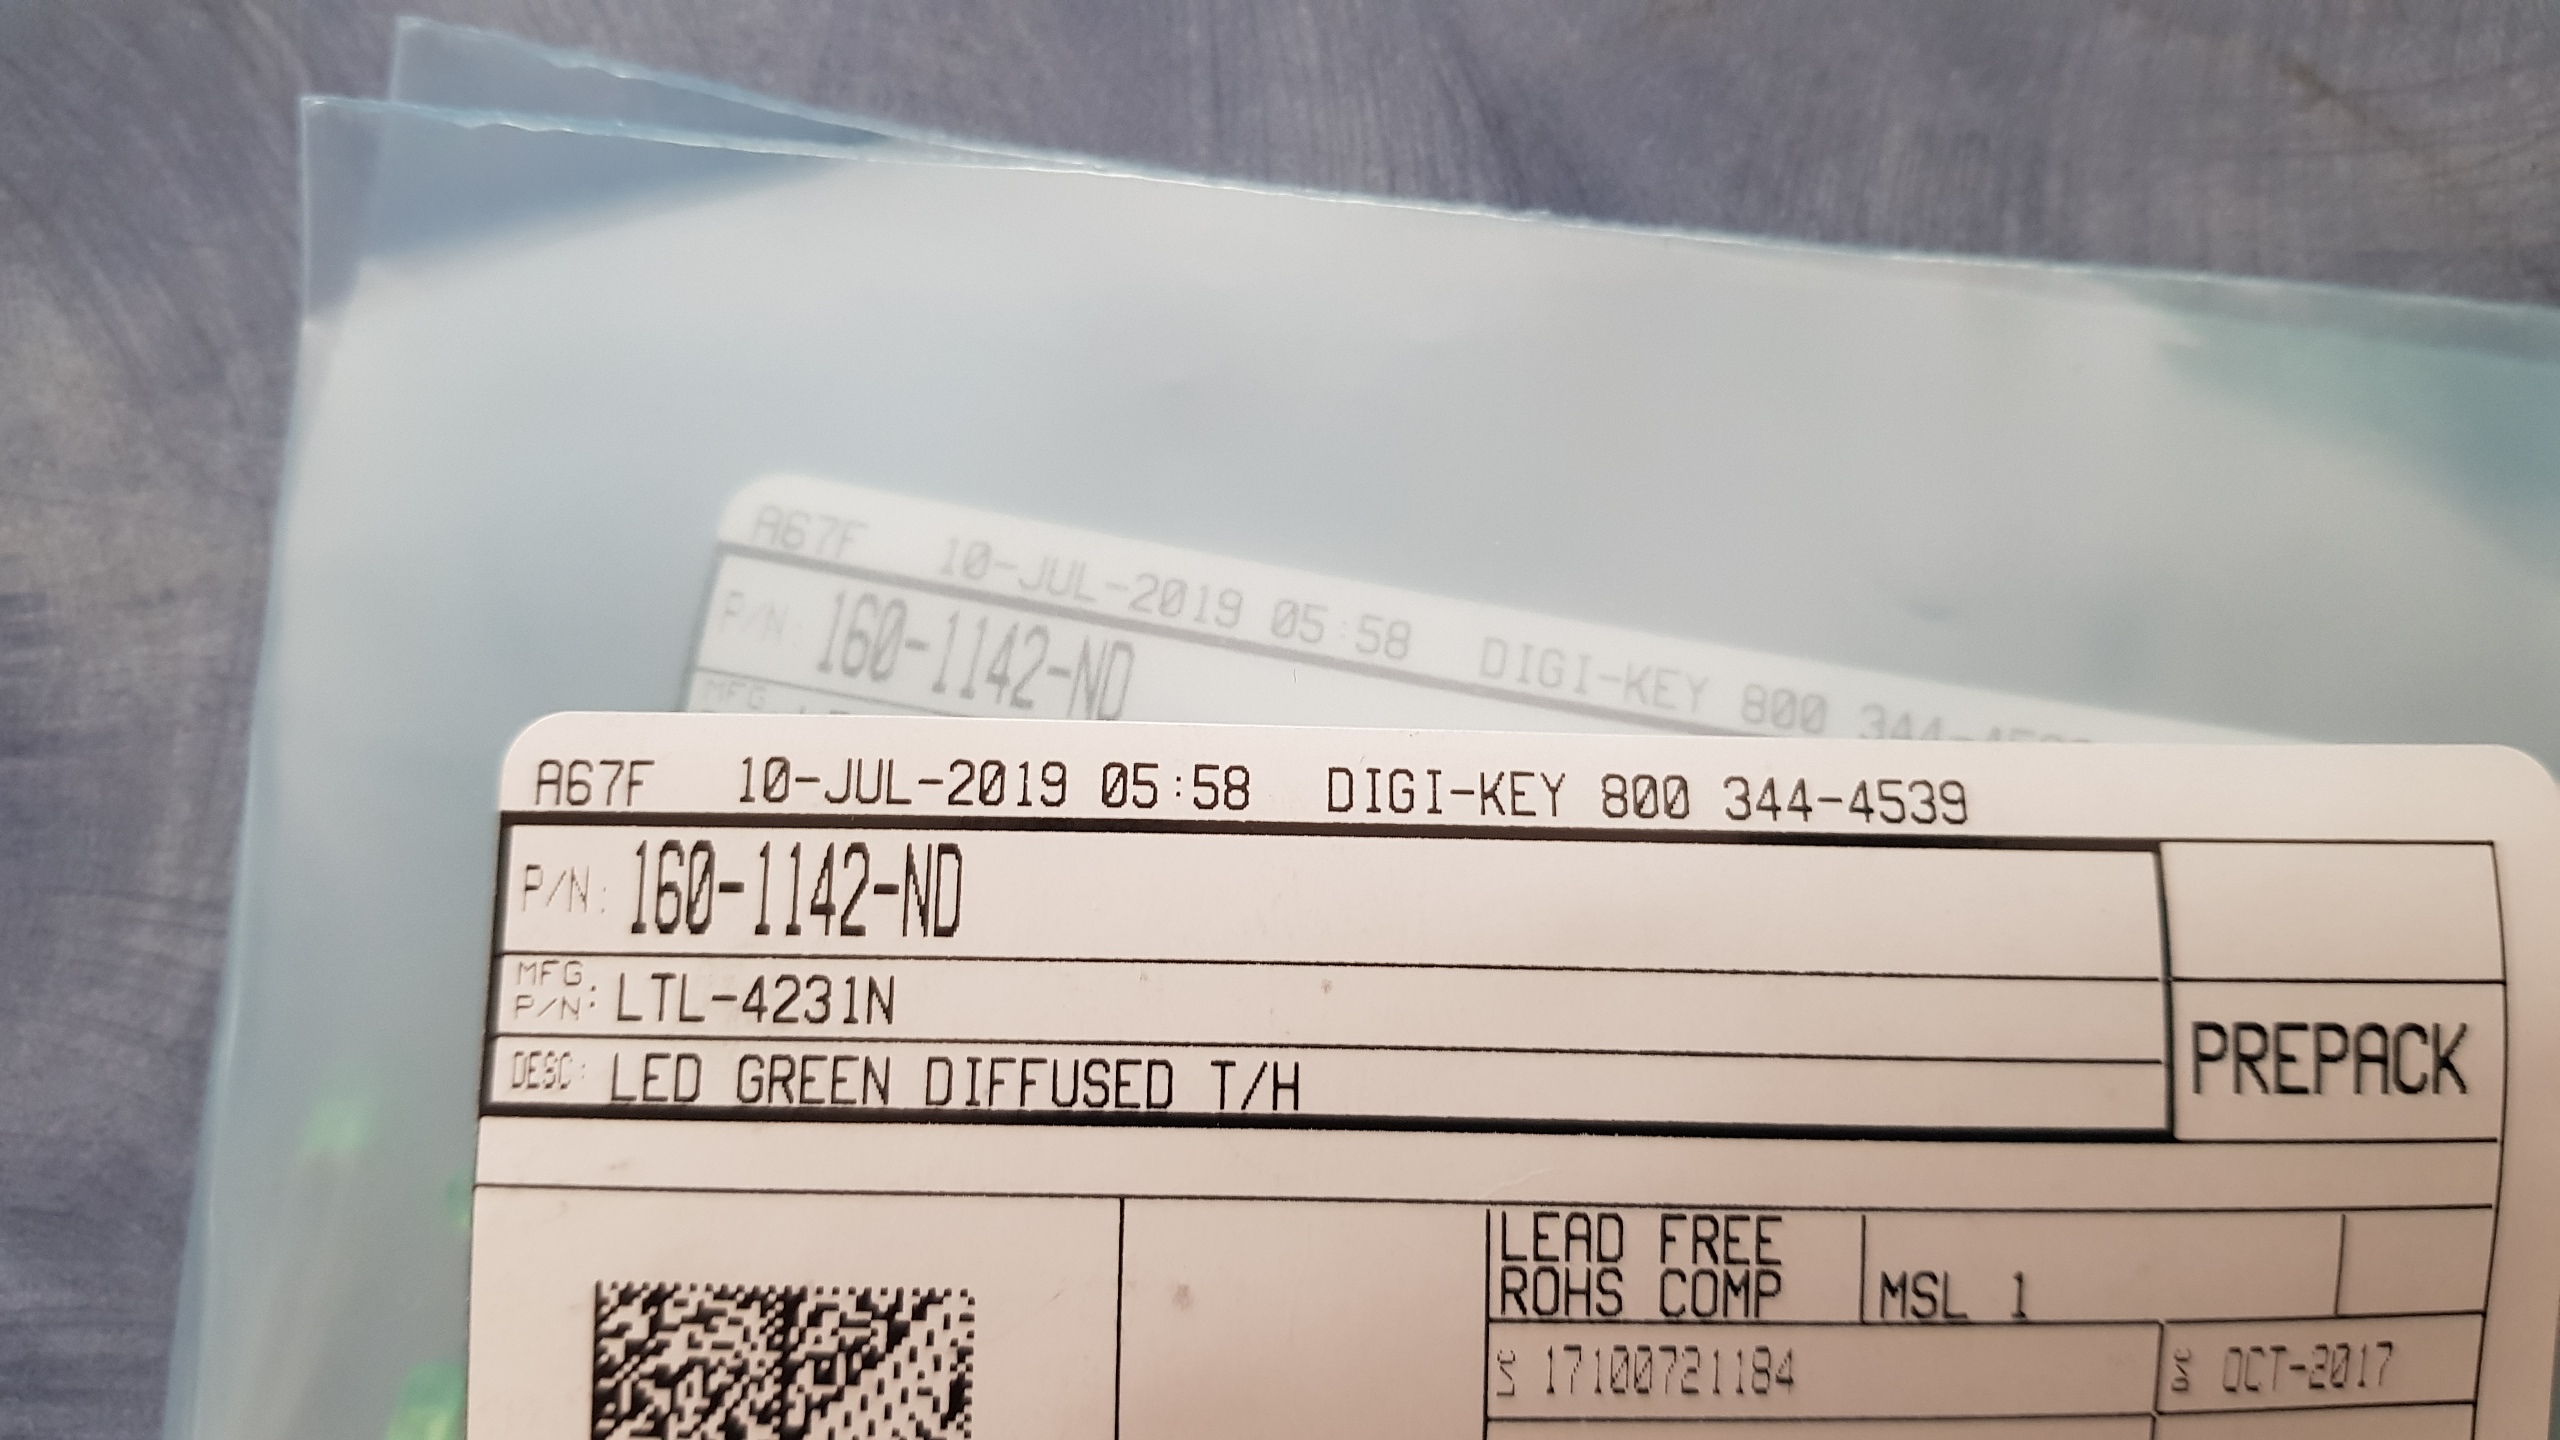 A67F 10-JUL-2019 05:58 DIGI-KEY 800
P/N: 160-1142-ND
MFG
A67F 10-JUL-2019 05:58 DIGI-KEY 800 344-4539
P/N: 160-1142-ND
MFG.
P/N: LTL-4231N
DESC: LED GREEN DIFFUSED T/H
PREPACK
LEAD FREE
ROHS COMP
MSL 1
17100721184
D/C OCT-2017